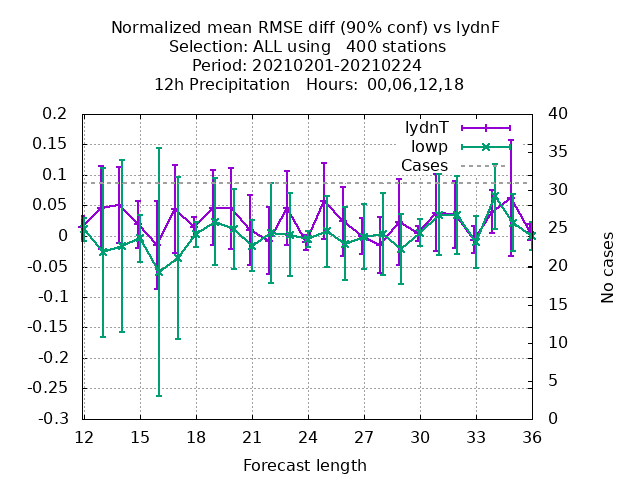 Normalized mean RMSE diff (90% conf) vs lydnF
Selection: ALL using   400 stations
Period: 20210201-20210224
12h Precipitation   Hours: 00,06,12,18
lydnT
lowp
Cases
0.2
0.15
0.1
0.05
0
-0.05
-0.1
-0.15
-0.2
-0.25
-0.3
40
35
30
25
20
15
10
5
0
No cases
12 15 18 21 24 27 30 33 36
Forecast length